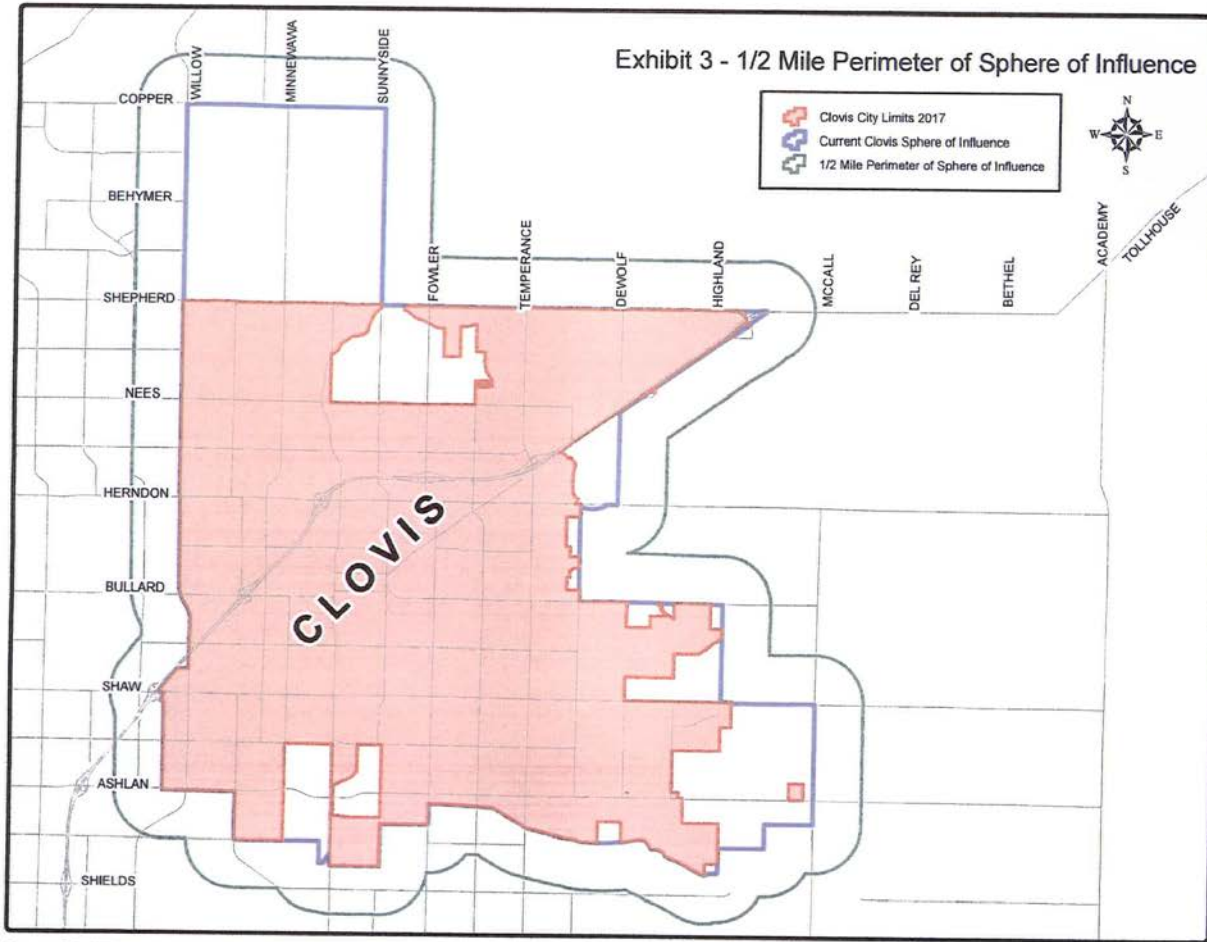 Exhibit 3 - 1/2 Mile Perimeter of Sphere of Influence
Clovis City Limits 2017
Current Clovis Sphere of Influence
1/2 Mile Perimeter of Sphere of Influence
N
W E
S
WILLOW
MINNEWAWA
SUNNYSIDE
COPPER
BEHYMER
SHEPHERD
FOWLER
TEMPERANCE
DEWOLF
HIGHLAND
MCCALL
DEL REY
BETHEL
ACADEMY
TOLLHOUSE
NEES
HERNDON
CLOVIS
BULLARD
SHAW
ASHLAN
SHIELDS